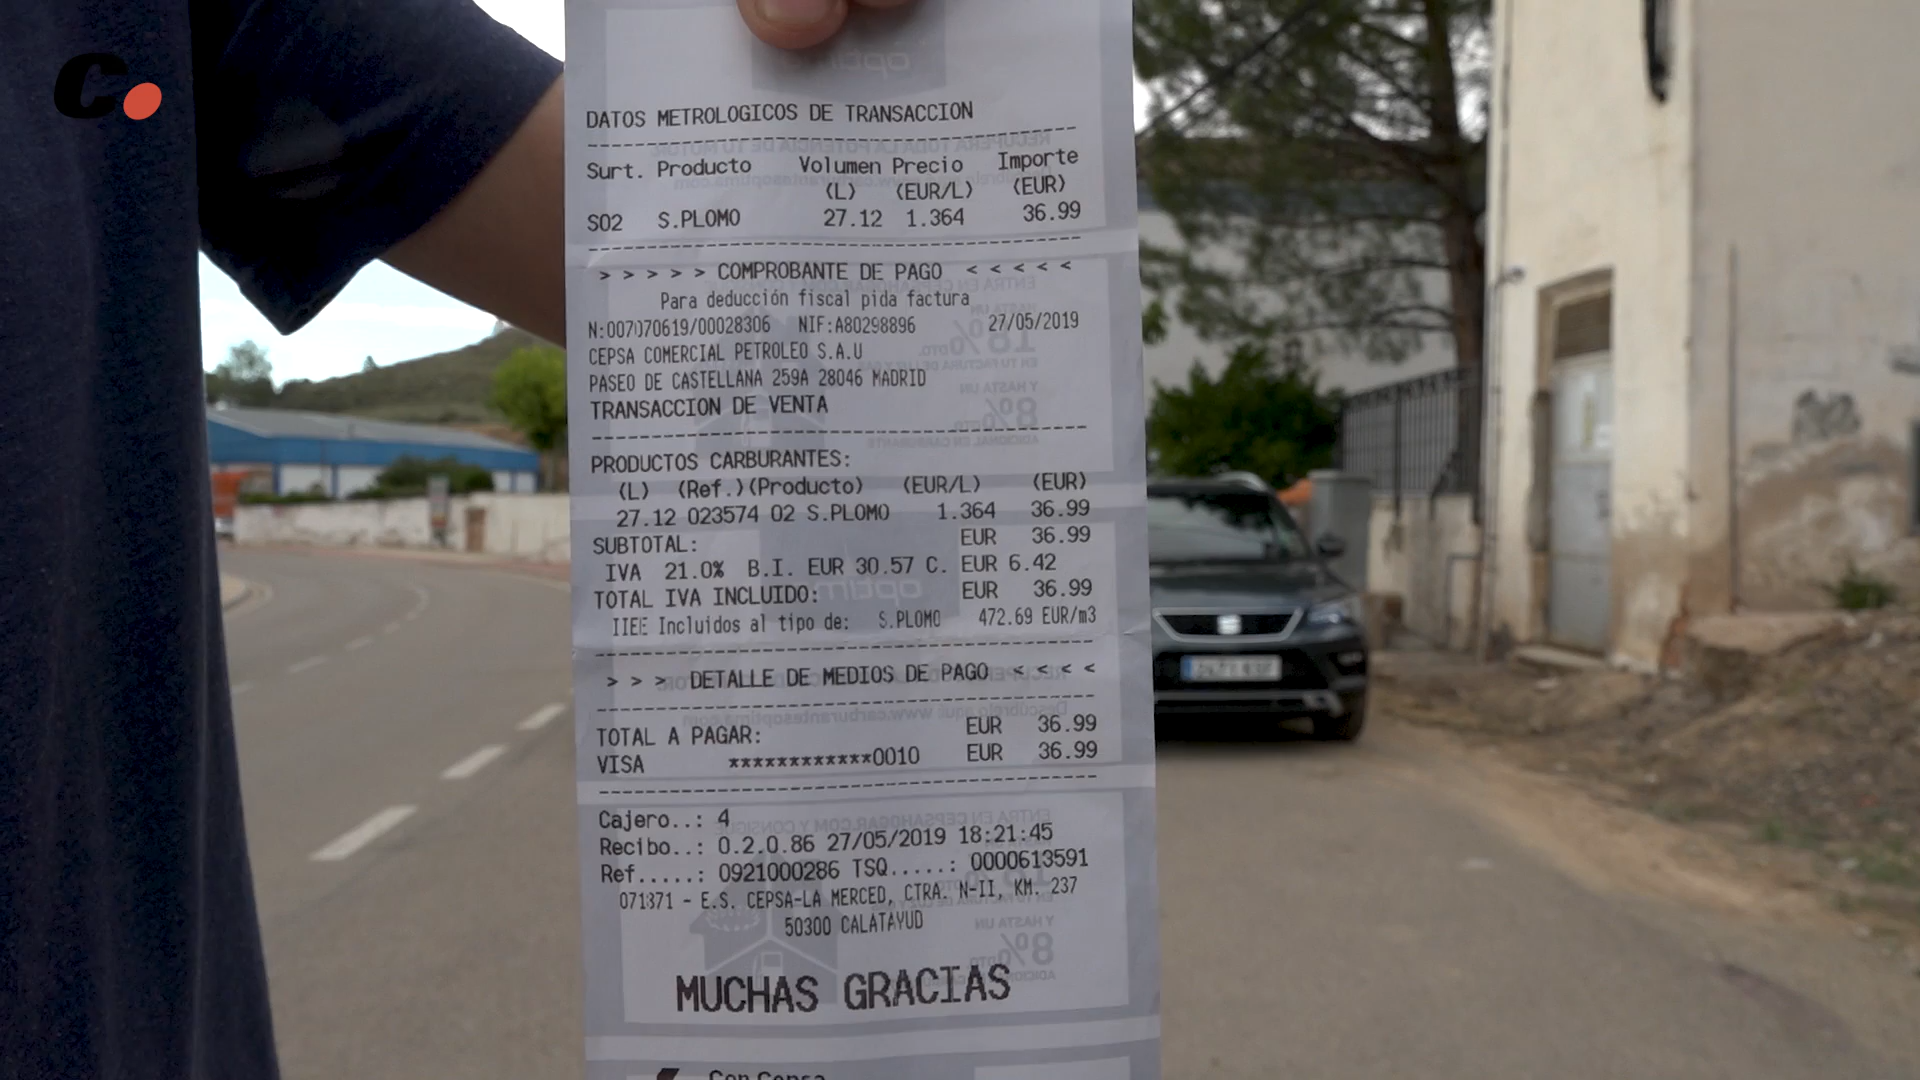 C.
DATOS METROLOGICOS DE TRANSACCION
Surt. Producto Volumen Precio Importe
(L) (EUR/L) (EUR)
S02 S.PLOMO 27.12 1.364 36.99
> > > > > COMPROBANTE DE PAGO < < < < <
Para deducción fiscal pida factura
N:007070619/00028306 NIF:A80298896 27/05/2019
CEPSA COMERCIAL PETROLEO S.A.U
PASEO DE CASTELLANA 259A 28046 MADRID
TRANSACCION DE VENTA
PRODUCTOS CARBURANTES:
(L) (Ref.)(Producto) (EUR/L) (EUR)
27.12 023574 02 S.PLOMO 1.364 36.99
SUBTOTAL: EUR 36.99
IVA 21.0% B.I. EUR 30.57 C. EUR 6.42
TOTAL IVA INCLUIDO: EUR 36.99
IIEE Incluidos al tipo de: S.PLOMO 472.69 EUR/m3
> > > DETALLE DE MEDIOS DE PAGO < < < <
TOTAL A PAGAR: EUR 36.99
VISA ************0010 EUR 36.99
Cajero..: 4
Recibo..: 0.2.0.86 27/05/2019 18:21:45
Ref.....: 0921000286 TSQ.....: 0000613591
071371 - E.S. CEPSA-LA MERCED, CTRA. N-II, KM. 237
50300 CALATAYUD
MUCHAS GRACIAS
Con Cepsa